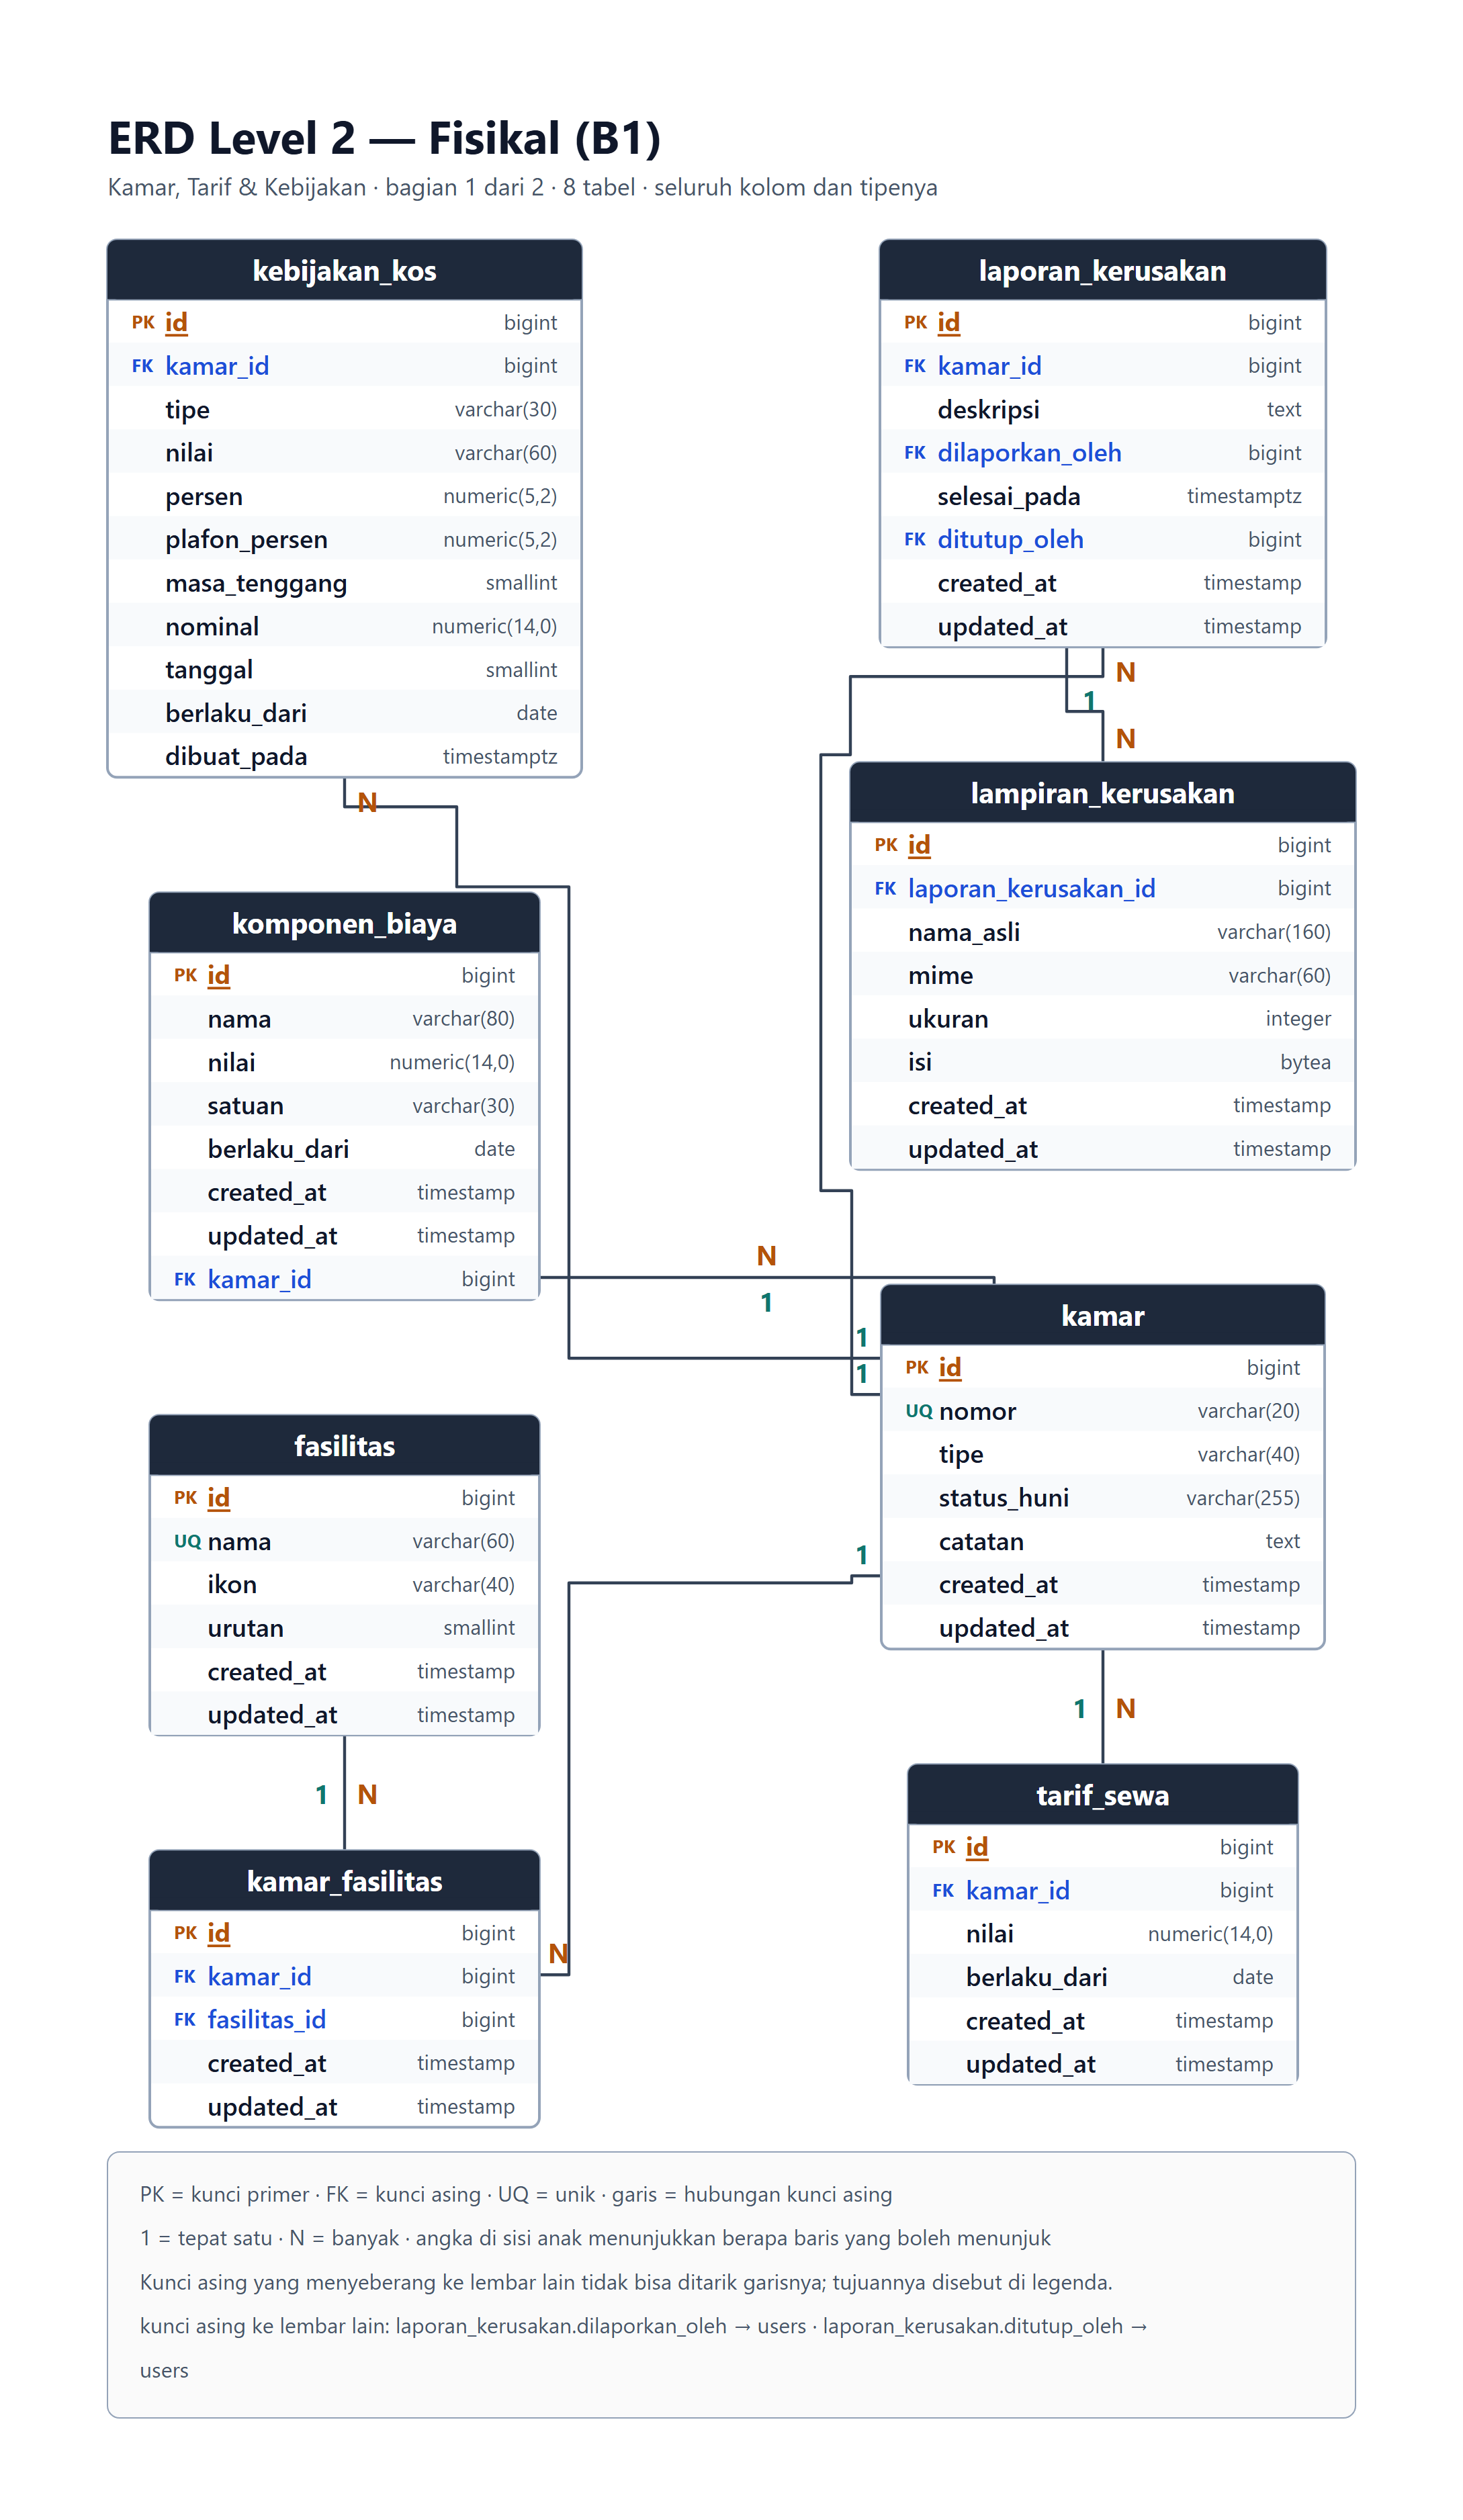 ERD Level 2 — Fisikal (B1)
Kamar, Tarif & Kebijakan · bagian 1 dari 2 · 8 tabel · seluruh kolom dan tipenya
kebijakan_kos
PK id bigint
FK kamar_id bigint
tipe varchar(30)
nilai varchar(60)
persen numeric(5,2)
plafon_persen numeric(5,2)
masa_tenggang smallint
nominal numeric(14,0)
tanggal smallint
berlaku_dari date
dibuat_pada timestamptz
N
laporan_kerusakan
PK id bigint
FK kamar_id bigint
deskripsi text
FK dilaporkan_oleh bigint
selesai_pada timestamptz
FK ditutup_oleh bigint
created_at timestamp
updated_at timestamp
N
1
N
lampiran_kerusakan
PK id bigint
FK laporan_kerusakan_id bigint
nama_asli varchar(160)
mime varchar(60)
ukuran integer
isi bytea
created_at timestamp
updated_at timestamp
komponen_biaya
PK id bigint
nama varchar(80)
nilai numeric(14,0)
satuan varchar(30)
berlaku_dari date
created_at timestamp
updated_at timestamp
FK kamar_id bigint
N
1
1
1
kamar
PK id bigint
UQ nomor varchar(20)
tipe varchar(40)
status_huni varchar(255)
catatan text
created_at timestamp
updated_at timestamp
1
1 N
fasilitas
PK id bigint
UQ nama varchar(60)
ikon varchar(40)
urutan smallint
created_at timestamp
updated_at timestamp
1 N
kamar_fasilitas
PK id bigint
FK kamar_id bigint
FK fasilitas_id bigint
created_at timestamp
updated_at timestamp
N
tarif_sewa
PK id bigint
FK kamar_id bigint
nilai numeric(14,0)
berlaku_dari date
created_at timestamp
updated_at timestamp
PK = kunci primer · FK = kunci asing · UQ = unik · garis = hubungan kunci asing
1 = tepat satu · N = banyak · angka di sisi anak menunjukkan berapa baris yang boleh menunjuk
Kunci asing yang menyeberang ke lembar lain tidak bisa ditarik garisnya; tujuannya disebut di legenda.
kunci asing ke lembar lain: laporan_kerusakan.dilaporkan_oleh → users · laporan_kerusakan.ditutup_oleh →
users